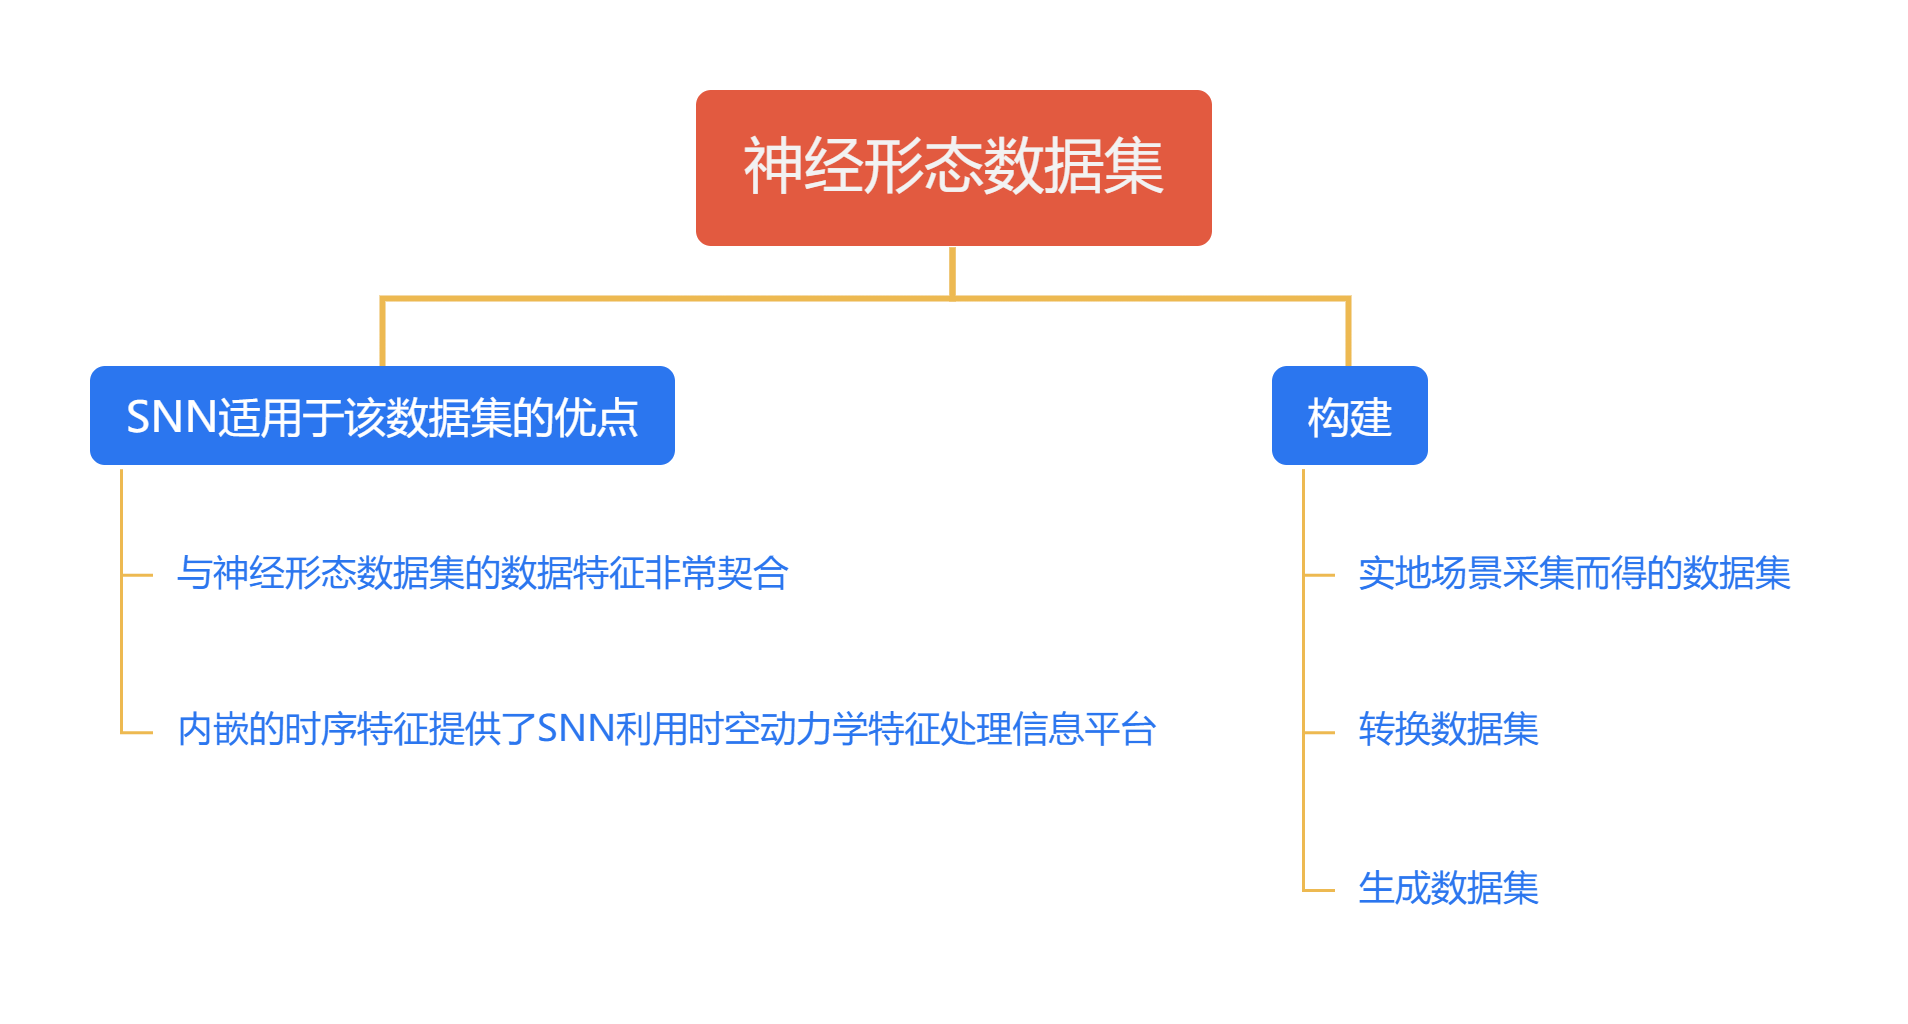 神经形态数据集
SNN适用于该数据集的优点
与神经形态数据集的数据特征非常契合
内嵌的时序特征提供了SNN利用时空动力学特征处理信息平台
构建
实地场景采集而得的数据集
转换数据集
生成数据集